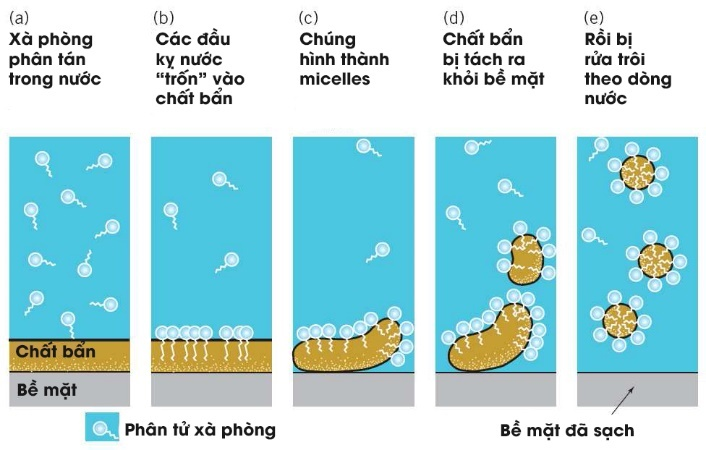 (a)
Xà phòng
phân tán
trong nước
(b)
Các đầu
kỵ nước
“trốn” vào
chất bẩn
(c)
Chúng
hình thành
micelles
(d)
Chất bẩn
bị tách ra
khỏi bề mặt
(e)
Rồi bị
rửa trôi
theo dòng
nước
Chất bẩn
Bề mặt
Phân tử xà phòng
Bề mặt đã sạch